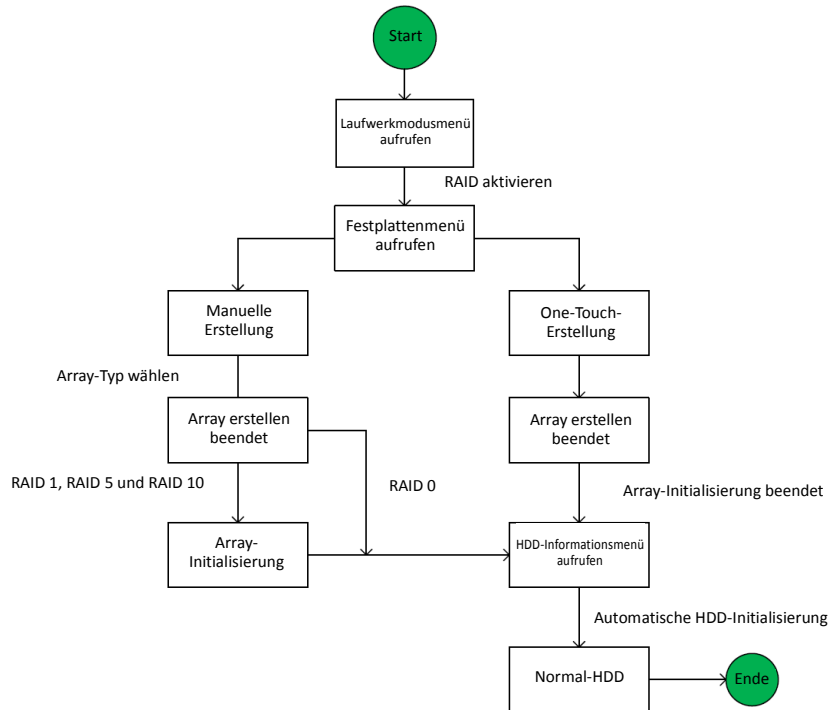 Start
Laufwerkmodusmenü
aufrufen
RAID aktivieren
Festplattenmenü
aufrufen
Manuelle
Erstellung
One-Touch-
Erstellung
Array-Typ wählen
Array erstellen
beendet
Array erstellen
beendet
RAID 1, RAID 5 und RAID 10
RAID 0
Array-Initialisierung beendet
Array-
Initialisierung
HDD-Informationsmenü
aufrufen
Automatische HDD-Initialisierung
Normal-HDD
Ende